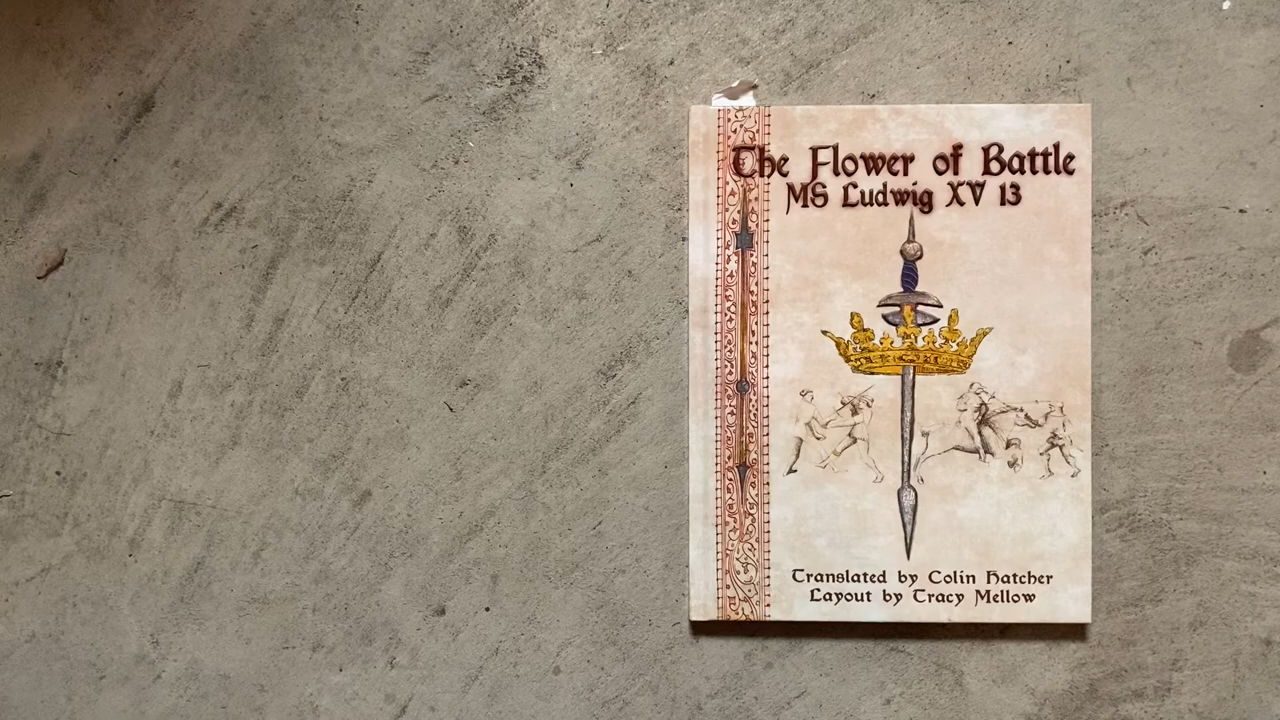 The Flower of Battle
MS Ludwig XV 13
Translated by Colin Hatcher
Layout by Tracy Mellow